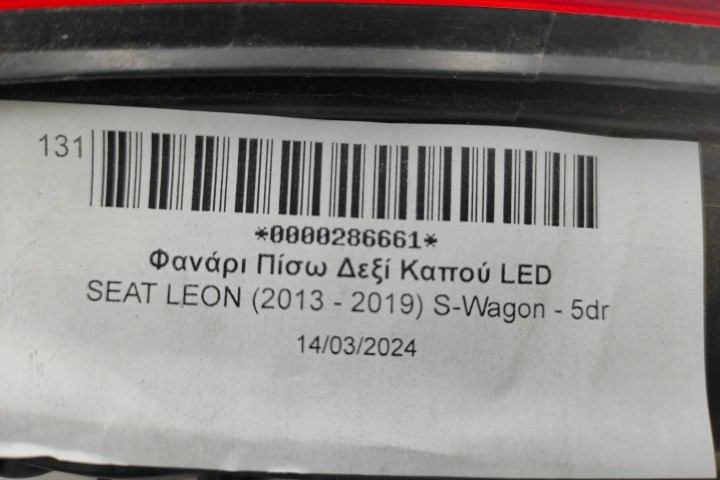 131
*0000286661*
Φανάρι Πίσω Δεξί Καπού LED
SEAT LEON (2013 - 2019) S-Wagon - 5dr
14/03/2024